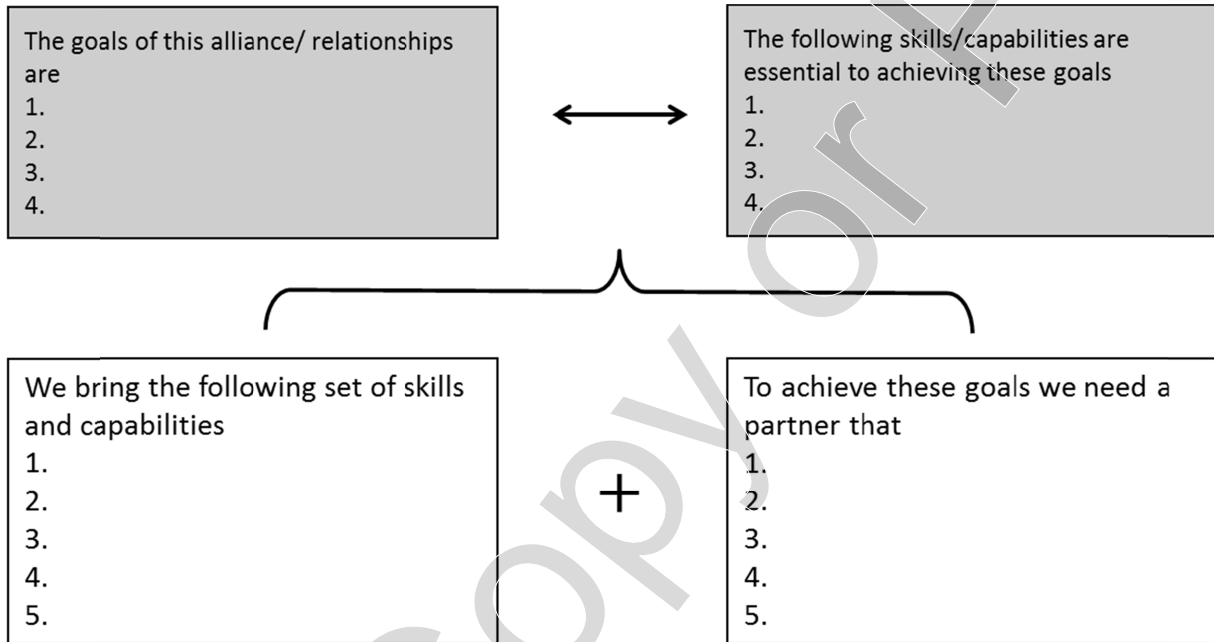 The goals of this alliance/ relationships
are
1.
2.
3.
4.
The following skills/capabilities are
essential to achieving these goals
1.
2.
3.
4.
We bring the following set of skills
and capabilities
1.
2.
3.
4.
5.
+
To achieve these goals we need a
partner that
1.
2.
3.
4.
5.
opy or